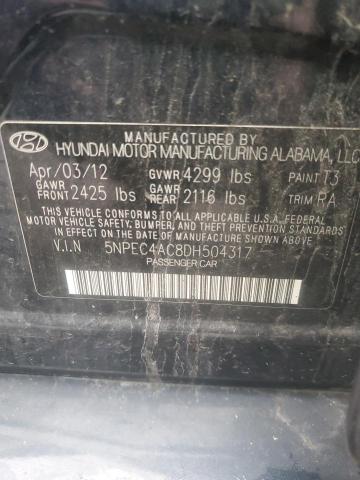 MANUFACTURED BY
HYUNDAI MOTOR MANUFACTURING ALABAMA, LLC
Apr/03/12 GVWR 4299 lbs PAINT T3
GAWR FRONT 2425 lbs GAWR REAR 2116 lbs TRIM RA
THIS VEHICLE CONFORMS TO ALL APPLICABLE U.S.A. FEDERAL
MOTOR VEHICLE SAFETY, BUMPER, AND THEFT PREVENTION STANDARDS
IN EFFECT ON THE DATE OF MANUFACTURE SHOWN ABOVE.
V.I.N 5NPEC4AC8DH504317
PASSENGER CAR